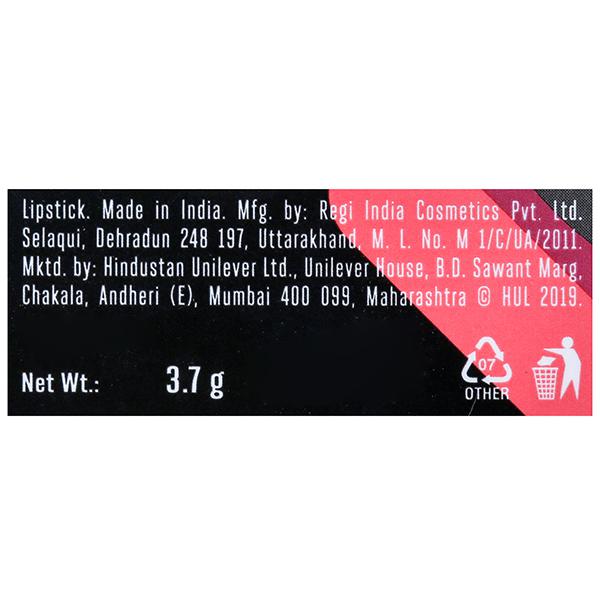 Lipstick. Made in India. Mfg. by: Regi India Cosmetics Pvt. Ltd.
Selaqui, Dehradun 248 197, Uttarakhand, M. L. No. M 1/C/UA/2011.
Mktd. by: Hindustan Unilever Ltd., Unilever House, B.D. Sawant Marg,
Chakala, Andheri (E), Mumbai 400 099, Maharashtra © HUL 2019.
Net Wt.: 3.7 g
07
OTHER